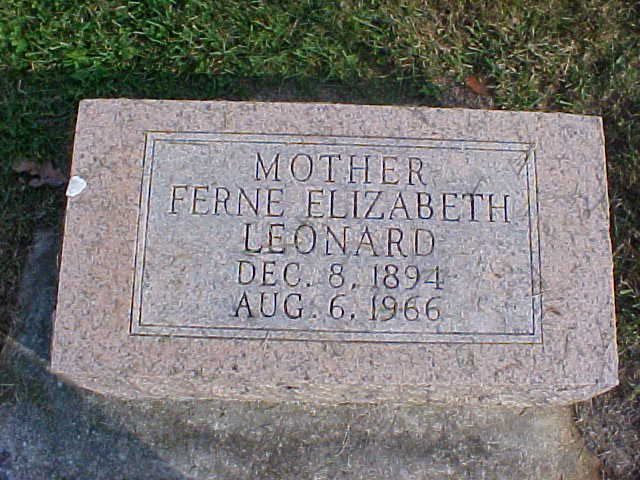 MOTHER
FERNE ELIZABETH
LEONARD
DEC. 8, 1894
AUG. 6, 1966